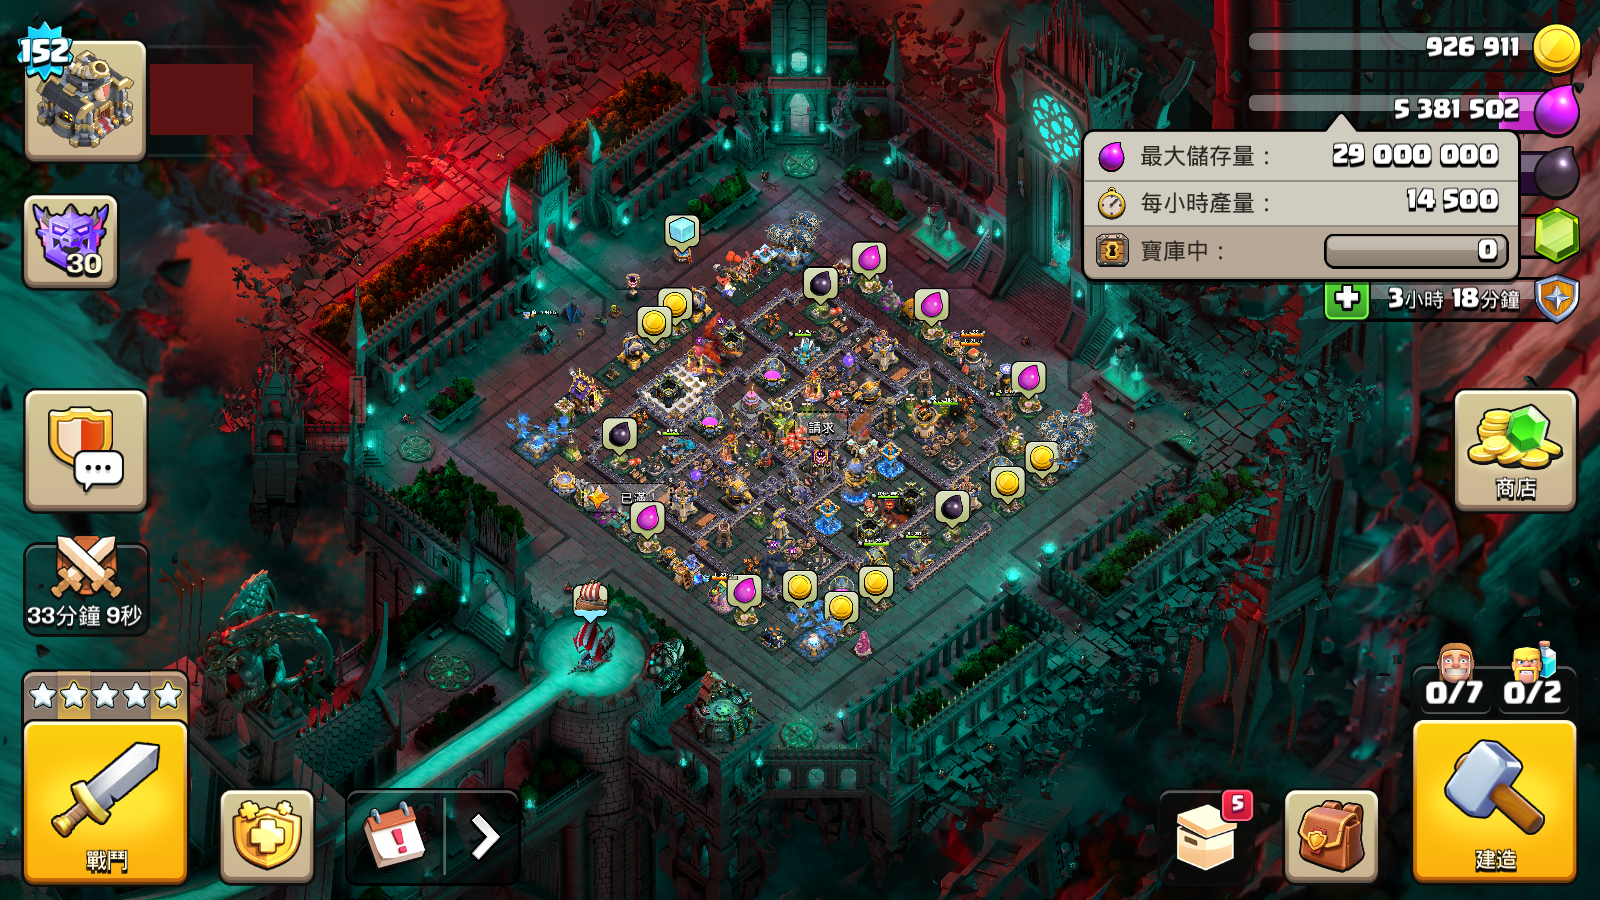 152
926 911
5 381 502
最大儲存量：
29 000 000
每小時產量：
14 500
寶庫中：
0
30
3小時 18分鐘
請求
已滿！
商店
33分鐘 9秒
0/7
0/2
戰鬥
5
建造